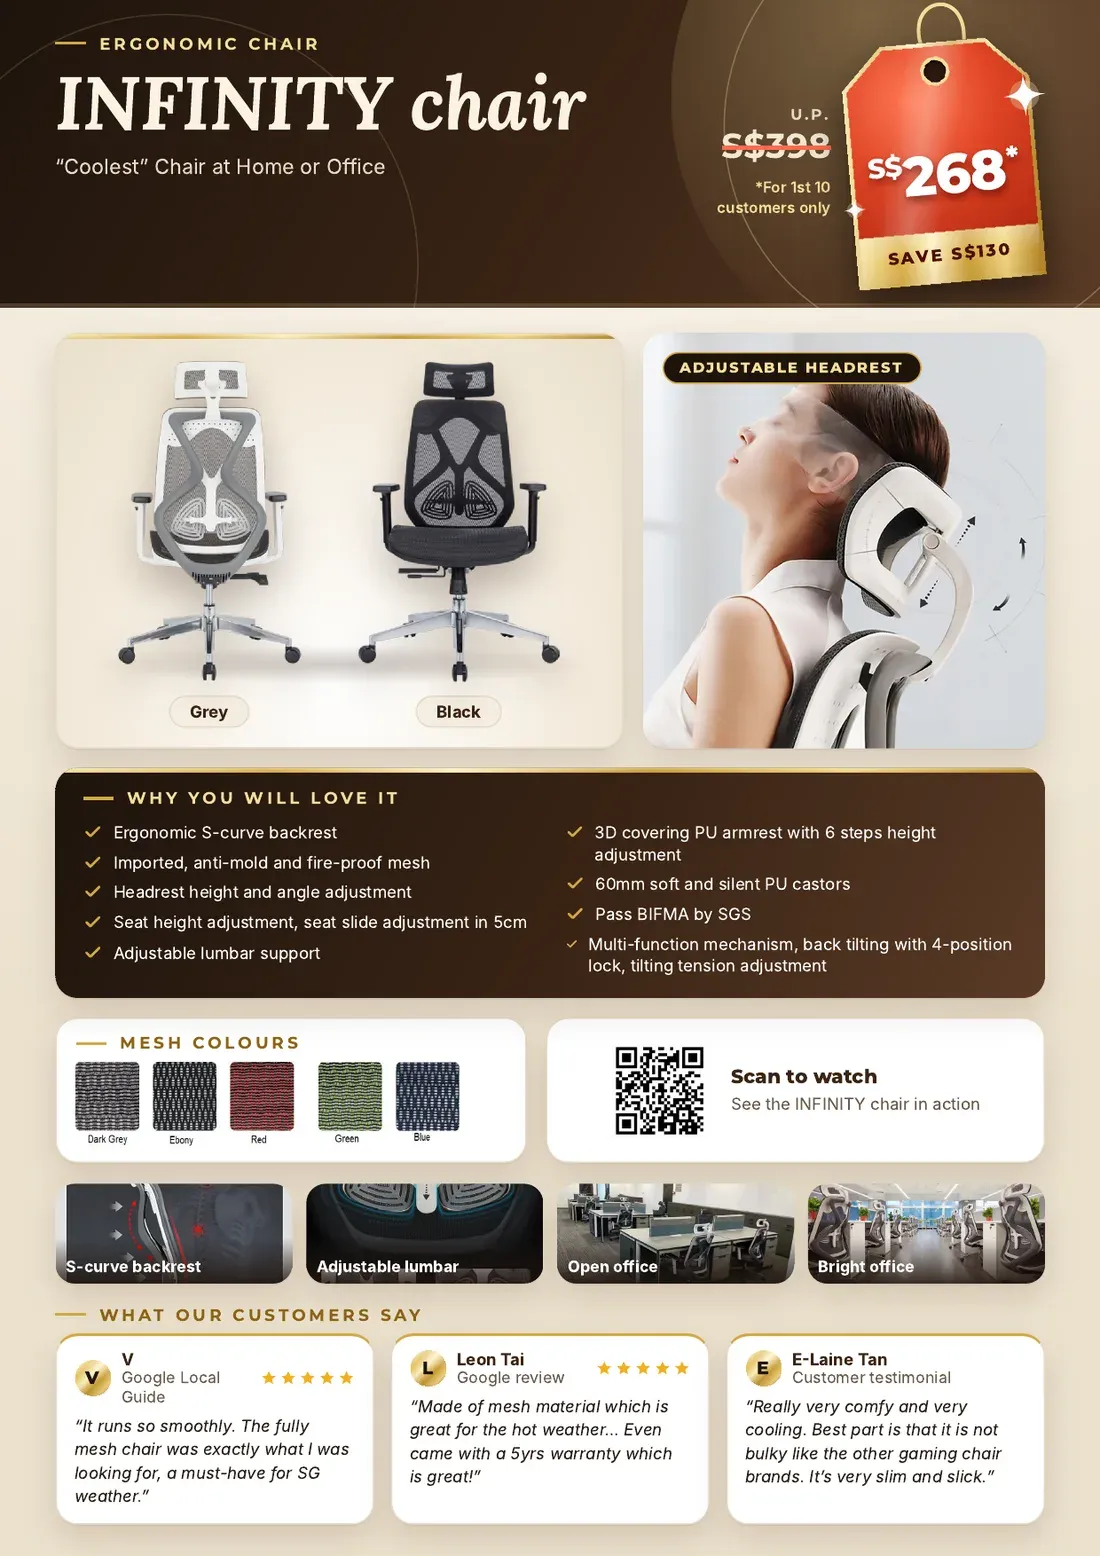 ERGONOMIC CHAIR
INFINITY chair
“Coolest” Chair at Home or Office
U.P.
S$398
*For 1st 10
customers only
S$268*
SAVE S$130
Grey
Black
ADJUSTABLE HEADREST
WHY YOU WILL LOVE IT
Ergonomic S-curve backrest
Imported, anti-mold and fire-proof mesh
Headrest height and angle adjustment
Seat height adjustment, seat slide adjustment in 5cm
Adjustable lumbar support
3D covering PU armrest with 6 steps height
adjustment
60mm soft and silent PU castors
Pass BIFMA by SGS
Multi-function mechanism, back tilting with 4-position
lock, tilting tension adjustment
MESH COLOURS
Dark Grey
Ebony
Red
Green
Blue
Scan to watch
See the INFINITY chair in action
S-curve backrest
Adjustable lumbar
Open office
Bright office
WHAT OUR CUSTOMERS SAY
V
V
Google Local
Guide
“It runs so smoothly. The fully
mesh chair was exactly what I was
looking for, a must-have for SG
weather.”
L
Leon Tai
Google review
“Made of mesh material which is
great for the hot weather... Even
came with a 5yrs warranty which
is great!”
E
E-Laine Tan
Customer testimonial
“Really very comfy and very
cooling. Best part is that it is not
bulky like the other gaming chair
brands. It’s very slim and slick.”